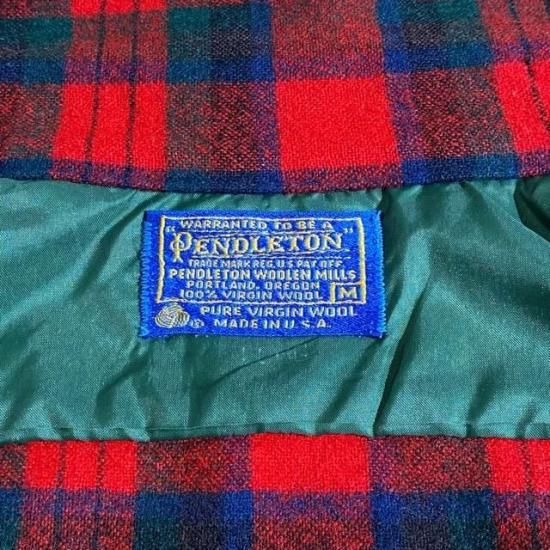 WARRANTED TO BE A
"PENDLETON"
TRADE MARK REG. U.S. PAT. OFF.
PENDLETON WOOLEN MILLS
PORTLAND, OREGON
100% VIRGIN WOOL M
PURE VIRGIN WOOL
MADE IN U.S.A.